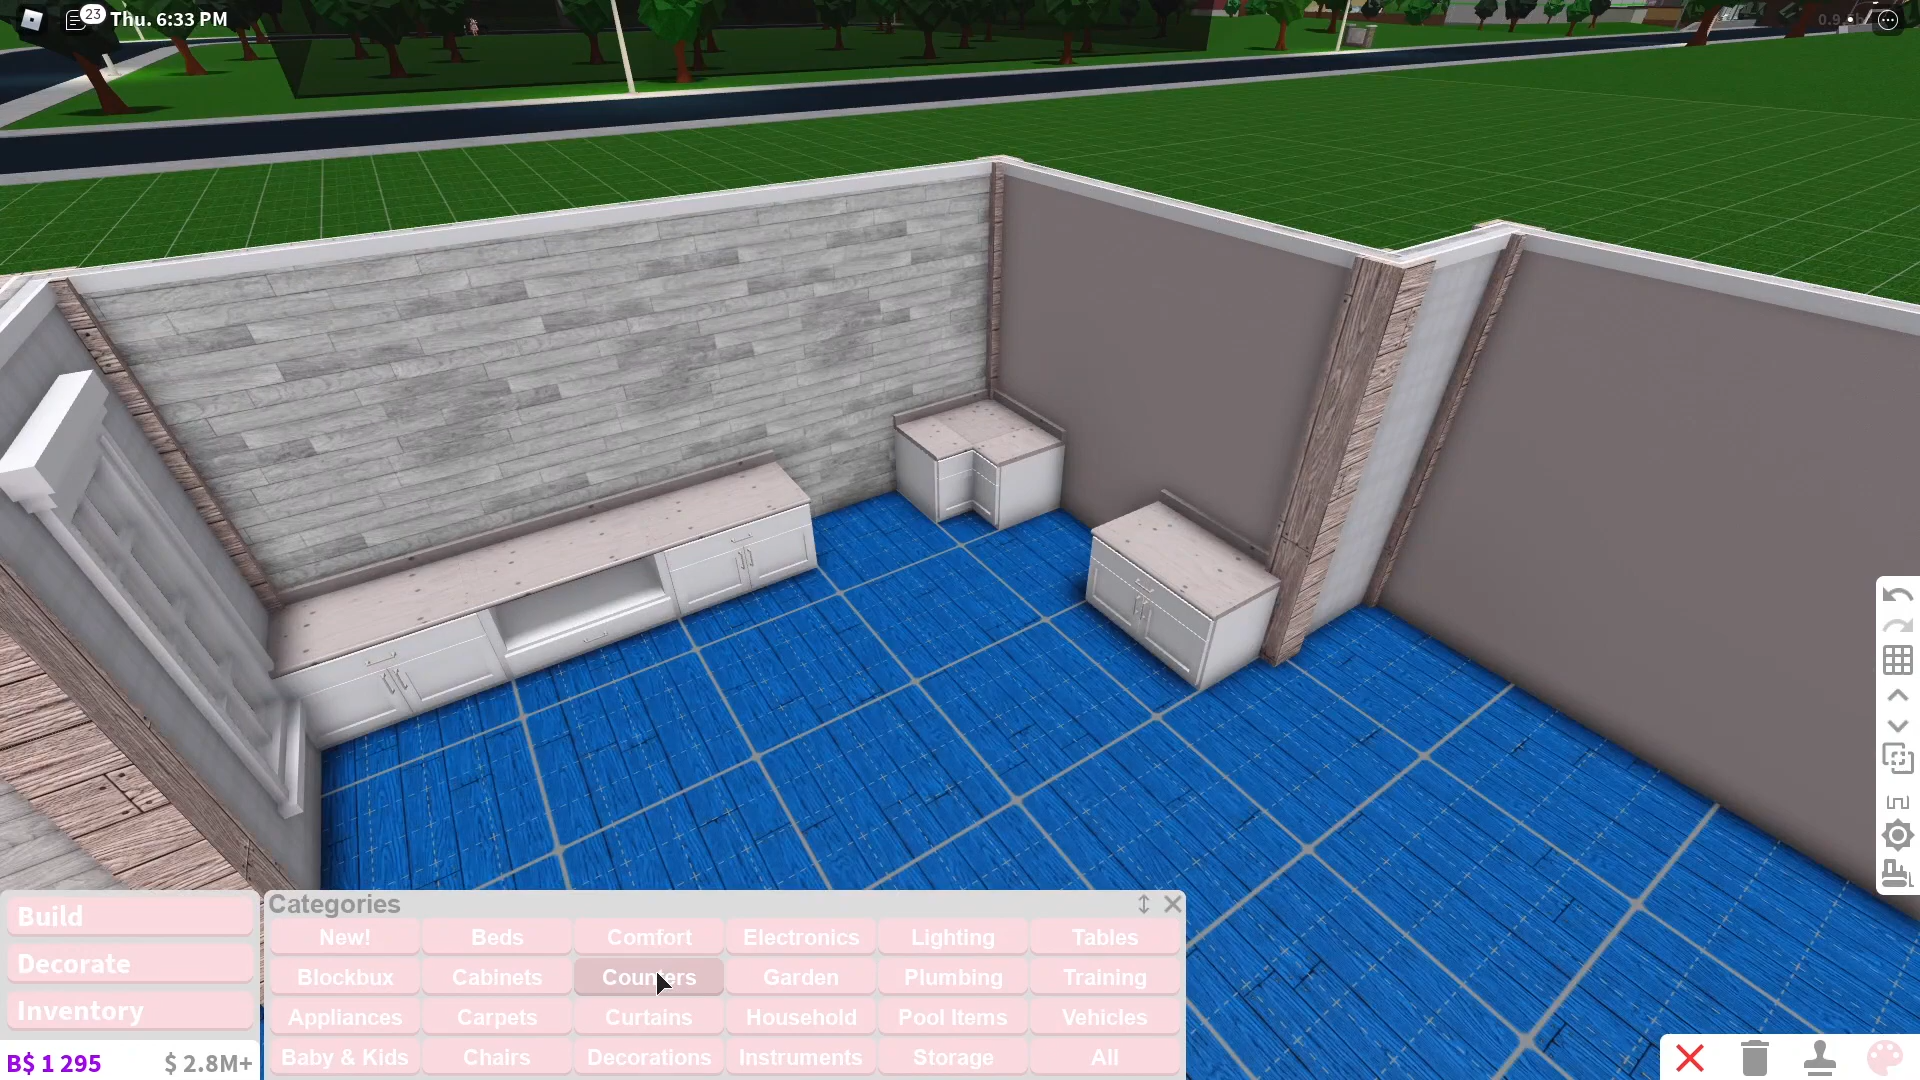 23 Thu. 6:33 PM
Build
Decorate
Inventory
B$ 1 295 $ 2.8M+
Categories
New! Beds Comfort Electronics Lighting Tables
Blockbux Cabinets Counters Garden Plumbing Training
Appliances Carpets Curtains Household Pool Items Vehicles
Baby & Kids Chairs Decorations Instruments Storage All